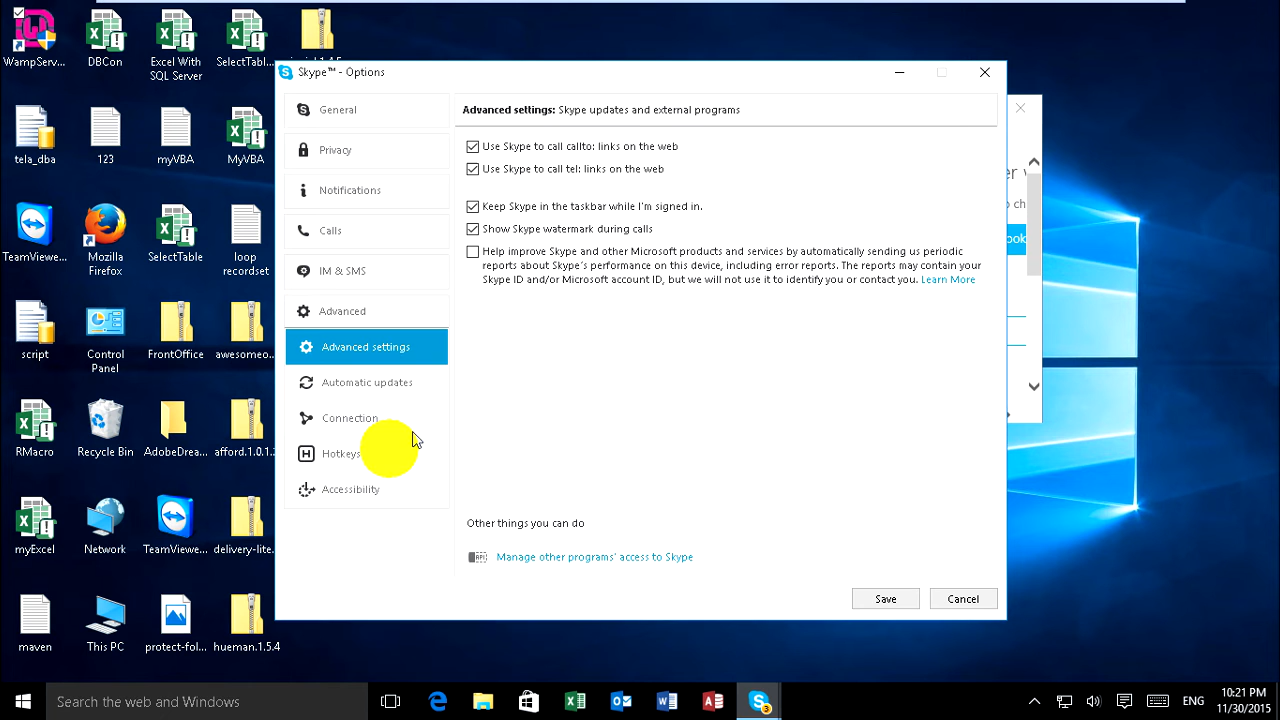 WampServ...
DBCon
Excel With
SQL Server
SelectTabl...
tela_dba
123
myVBA
MyVBA
TeamViewe...
Mozilla
Firefox
SelectTable
loop
recordset
script
Control
Panel
FrontOffice
awesomeo...
RMacro
Recycle Bin
AdobeDrea...
afford.1.0.1.7
myExcel
Network
TeamViewe...
delivery-lite...
maven
This PC
protect-fol...
hueman.1.5.4
Skype™ - Options
General
Privacy
Notifications
Calls
IM & SMS
Advanced
Advanced settings
Automatic updates
Connection
Hotkeys
Accessibility
Advanced settings: Skype updates and external programs
Use Skype to call callto: links on the web
Use Skype to call tel: links on the web
Keep Skype in the taskbar while I'm signed in.
Show Skype watermark during calls
Help improve Skype and other Microsoft products and services by automatically sending us periodic
reports about Skype's performance on this device, including error reports. The reports may contain your
Skype ID and/or Microsoft account ID, but we will not use it to identify you or contact you. Learn More
Other things you can do
Manage other programs' access to Skype
Save
Cancel
Search the web and Windows
ENG
10:21 PM
11/30/2015